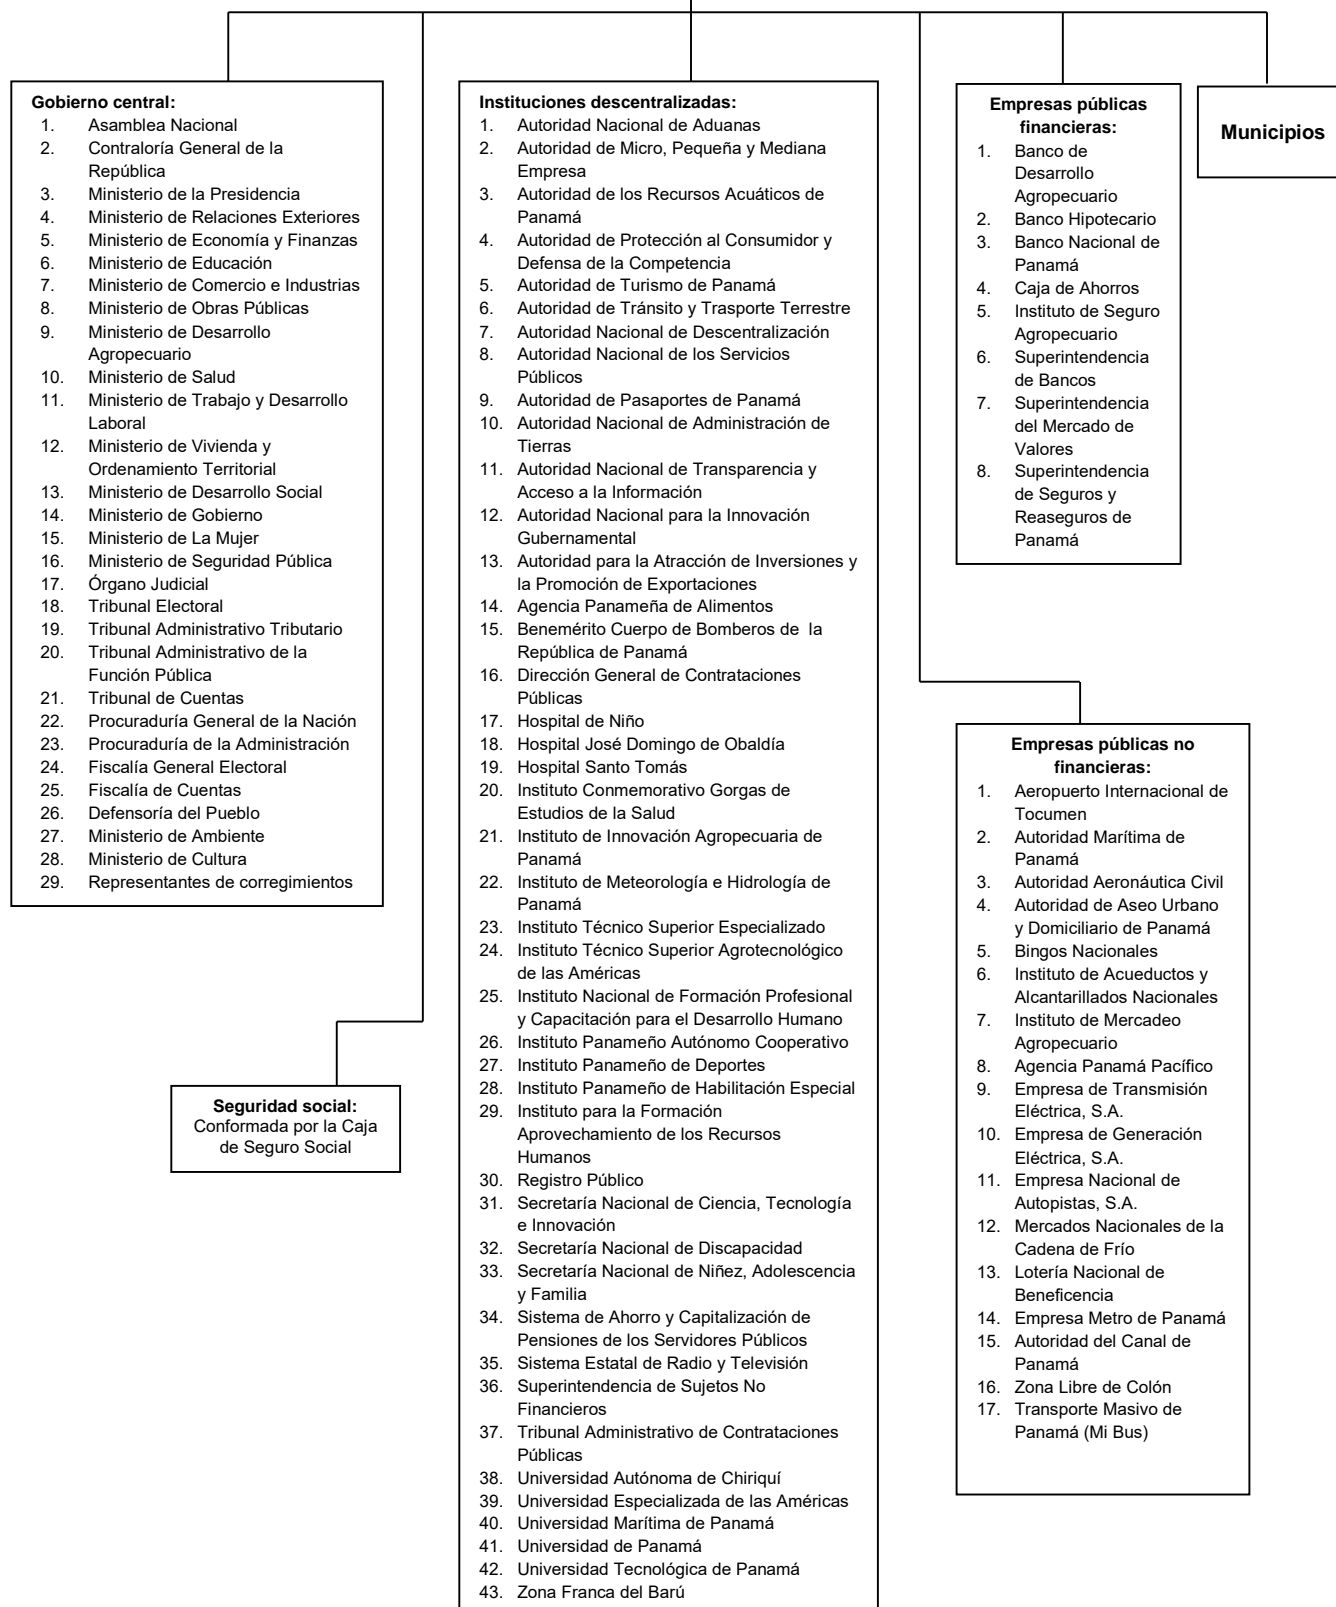 Gobierno central:
1. Asamblea Nacional
2. Contraloría General de la
República
3. Ministerio de la Presidencia
4. Ministerio de Relaciones Exteriores
5. Ministerio de Economía y Finanzas
6. Ministerio de Educación
7. Ministerio de Comercio e Industrias
8. Ministerio de Obras Públicas
9. Ministerio de Desarrollo
Agropecuario
10. Ministerio de Salud
11. Ministerio de Trabajo y Desarrollo
Laboral
12. Ministerio de Vivienda y
Ordenamiento Territorial
13. Ministerio de Desarrollo Social
14. Ministerio de Gobierno
15. Ministerio de La Mujer
16. Ministerio de Seguridad Pública
17. Órgano Judicial
18. Tribunal Electoral
19. Tribunal Administrativo Tributario
20. Tribunal Administrativo de la
Función Pública
21. Tribunal de Cuentas
22. Procuraduría General de la Nación
23. Procuraduría de la Administración
24. Fiscalía General Electoral
25. Fiscalía de Cuentas
26. Defensoría del Pueblo
27. Ministerio de Ambiente
28. Ministerio de Cultura
29. Representantes de corregimientos
Seguridad social:
Conformada por la Caja
de Seguro Social
Instituciones descentralizadas:
1. Autoridad Nacional de Aduanas
2. Autoridad de Micro, Pequeña y Mediana
Empresa
3. Autoridad de los Recursos Acuáticos de
Panamá
4. Autoridad de Protección al Consumidor y
Defensa de la Competencia
5. Autoridad de Turismo de Panamá
6. Autoridad de Tránsito y Trasporte Terrestre
7. Autoridad Nacional de Descentralización
8. Autoridad Nacional de los Servicios
Públicos
9. Autoridad de Pasaportes de Panamá
10. Autoridad Nacional de Administración de
Tierras
11. Autoridad Nacional de Transparencia y
Acceso a la Información
12. Autoridad Nacional para la Innovación
Gubernamental
13. Autoridad para la Atracción de Inversiones y
la Promoción de Exportaciones
14. Agencia Panameña de Alimentos
15. Benemérito Cuerpo de Bomberos de la
República de Panamá
16. Dirección General de Contrataciones
Públicas
17. Hospital de Niño
18. Hospital José Domingo de Obaldía
19. Hospital Santo Tomás
20. Instituto Conmemorativo Gorgas de
Estudios de la Salud
21. Instituto de Innovación Agropecuaria de
Panamá
22. Instituto de Meteorología e Hidrología de
Panamá
23. Instituto Técnico Superior Especializado
24. Instituto Técnico Superior Agrotecnológico
de las Américas
25. Instituto Nacional de Formación Profesional
y Capacitación para el Desarrollo Humano
26. Instituto Panameño Autónomo Cooperativo
27. Instituto Panameño de Deportes
28. Instituto Panameño de Habilitación Especial
29. Instituto para la Formación
Aprovechamiento de los Recursos
Humanos
30. Registro Público
31. Secretaría Nacional de Ciencia, Tecnología
e Innovación
32. Secretaría Nacional de Discapacidad
33. Secretaría Nacional de Niñez, Adolescencia
y Familia
34. Sistema de Ahorro y Capitalización de
Pensiones de los Servidores Públicos
35. Sistema Estatal de Radio y Televisión
36. Superintendencia de Sujetos No
Financieros
37. Tribunal Administrativo de Contrataciones
Públicas
38. Universidad Autónoma de Chiriquí
39. Universidad Especializada de las Américas
40. Universidad Marítima de Panamá
41. Universidad de Panamá
42. Universidad Tecnológica de Panamá
43. Zona Franca del Barú
Empresas públicas
financieras:
1. Banco de
Desarrollo
Agropecuario
2. Banco Hipotecario
3. Banco Nacional de
Panamá
4. Caja de Ahorros
5. Instituto de Seguro
Agropecuario
6. Superintendencia
de Bancos
7. Superintendencia
del Mercado de
Valores
8. Superintendencia
de Seguros y
Reaseguros de
Panamá
Municipios
Empresas públicas no
financieras:
1. Aeropuerto Internacional de
Tocumen
2. Autoridad Marítima de
Panamá
3. Autoridad Aeronáutica Civil
4. Autoridad de Aseo Urbano
y Domiciliario de Panamá
5. Bingos Nacionales
6. Instituto de Acueductos y
Alcantarillados Nacionales
7. Instituto de Mercadeo
Agropecuario
8. Agencia Panamá Pacífico
9. Empresa de Transmisión
Eléctrica, S.A.
10. Empresa de Generación
Eléctrica, S.A.
11. Empresa Nacional de
Autopistas, S.A.
12. Mercados Nacionales de la
Cadena de Frío
13. Lotería Nacional de
Beneficencia
14. Empresa Metro de Panamá
15. Autoridad del Canal de
Panamá
16. Zona Libre de Colón
17. Transporte Masivo de
Panamá (Mi Bus)